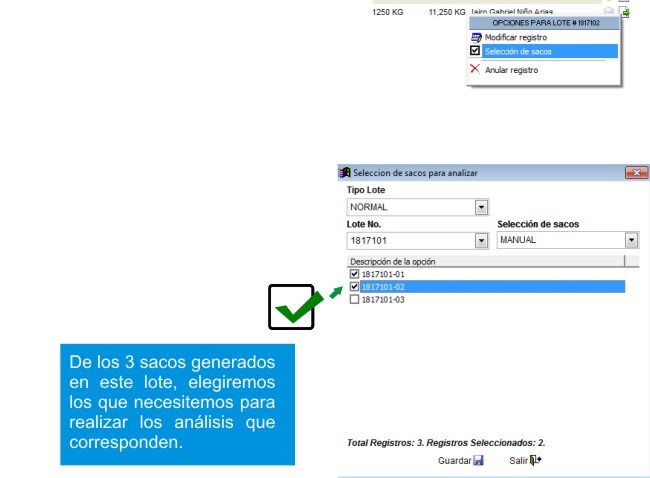 1250 KG 11,250 KG Jairo Gabriel Niño Arias
OPCIONES PARA LOTE # 1817102
Modificar registro
Selección de sacos
Anular registro
Seleccion de sacos para analizar
Tipo Lote
NORMAL
Lote No. Selección de sacos
1817101 MANUAL
Descripción de la opción
1817101-01
1817101-02
1817101-03
De los 3 sacos generados
en este lote, elegiremos
los que necesitemos para
realizar los análisis que
corresponden.
Total Registros: 3. Registros Seleccionados: 2.
Guardar Salir